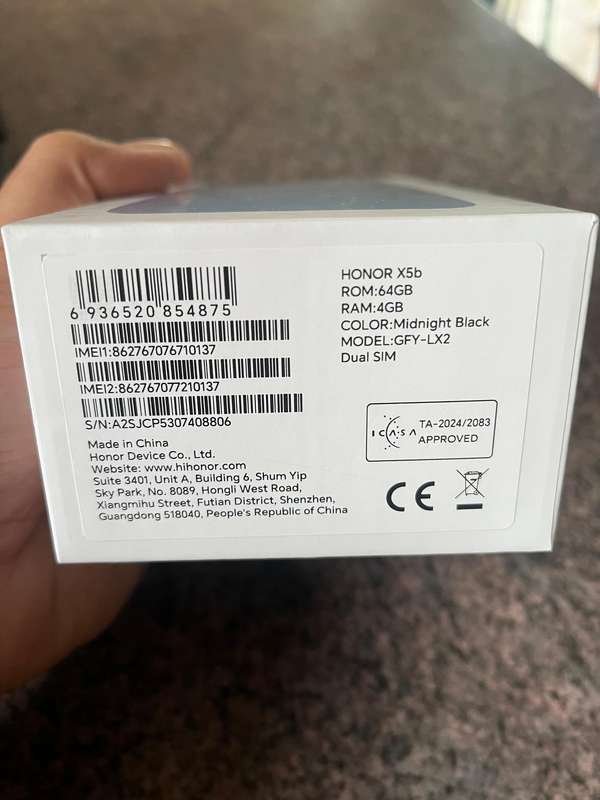 6 936520 854875
IMEI1:862767076710137
IMEI2:862767077210137
S/N:A2SJCP5307408806
Made in China
Honor Device Co., Ltd.
Website: www.hihonor.com
Suite 3401, Unit A, Building 6, Shum Yip
Sky Park, No. 8089, Hongli West Road,
Xiangmihu Street, Futian District, Shenzhen,
Guangdong 518040, People's Republic of China
HONOR X5b
ROM:64GB
RAM:4GB
COLOR:Midnight Black
MODEL:GFY-LX2
Dual SIM
ICASA
TA-2024/2083
APPROVED
CE